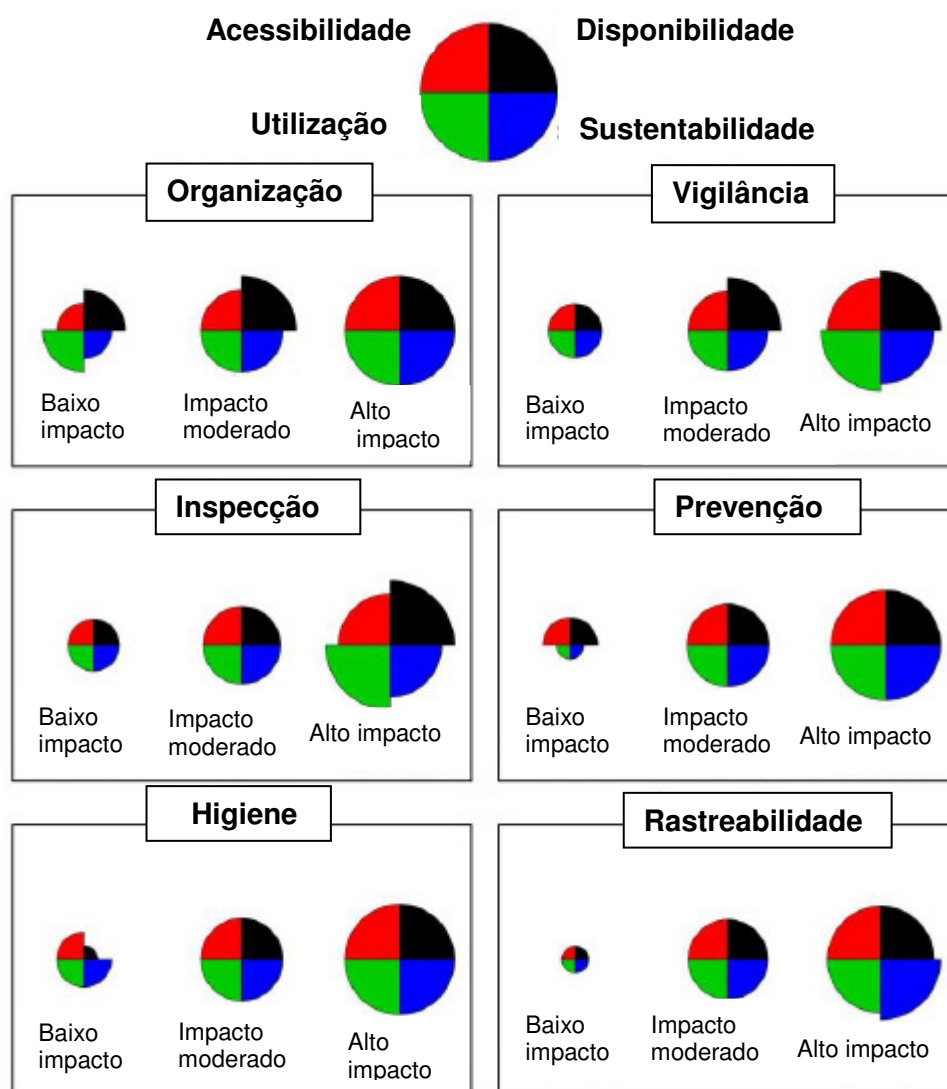 Acessibilidade
Disponibilidade
Utilização
Sustentabilidade
Organização
Baixo
impacto
Impacto
moderado
Alto
impacto
Vigilância
Baixo
impacto
Impacto
moderado
Alto impacto
Inspecção
Baixo
impacto
Impacto
moderado
Alto impacto
Prevenção
Baixo
impacto
Impacto
moderado
Alto impacto
Higiene
Baixo
impacto
Impacto
moderado
Alto
impacto
Rastreabilidade
Baixo
impacto
Impacto
moderado
Alto impacto